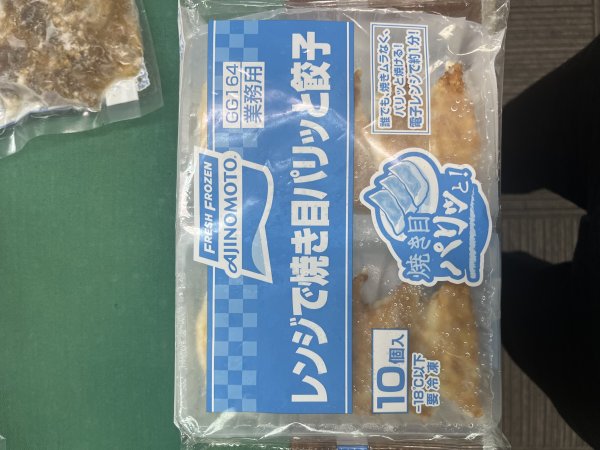 FRESH FROZEN
AJINOMOTO
GG164
業務用
レンジで焼き目パリッと餃子
誰でも、焼きムラなく、
パリッと焼ける!
電子レンジで約1分!
焼き目
パリッと!
10個入
-18℃以下
要冷凍